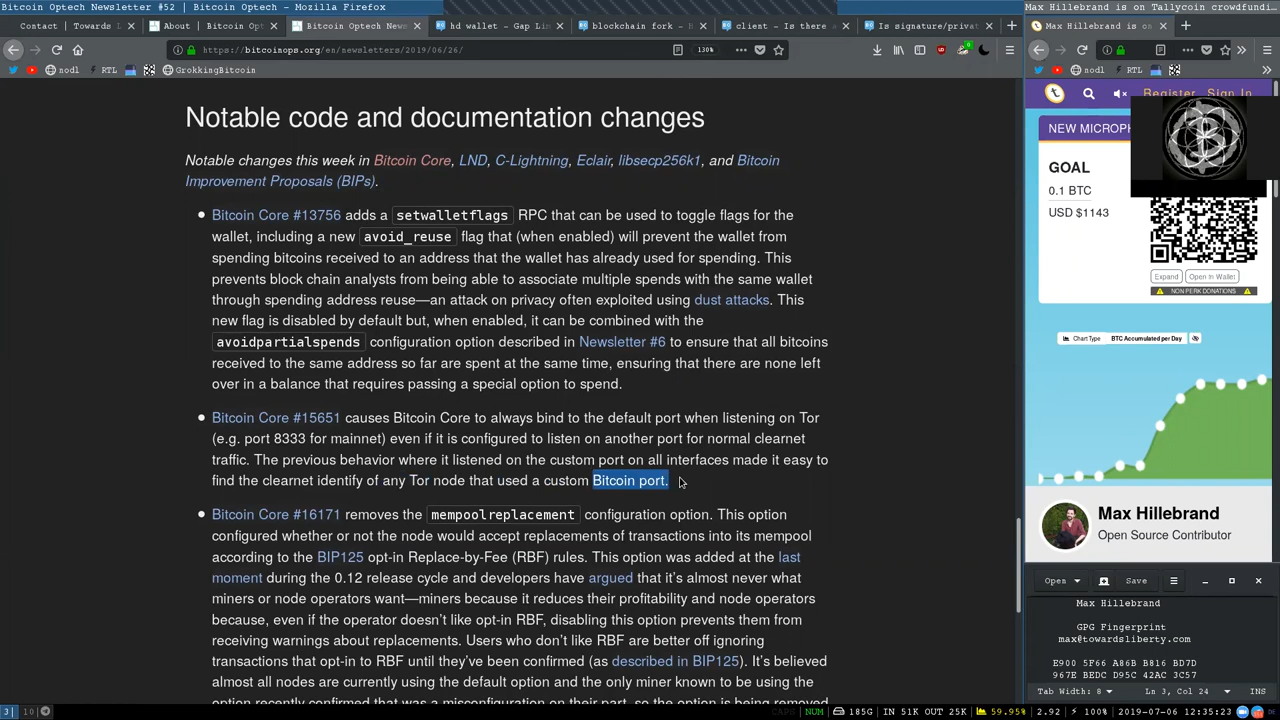 Bitcoin Optech Newsletter #52 | Bitcoin Optech - Mozilla Firefox
Max Hillebrand is on Tallycoin crowdfundi
Contact | Towards L
About | Bitcoin Opt
Bitcoin Optech News
hd wallet - Gap Lim
blockchain fork - B
client - Is there a
Is signature/privat
Max Hillebrand is on T
https://bitcoinops.org/en/newsletters/2019/06/26/
130%
nodl
RTL
GrokkingBitcoin
nodl
RTL
Register
Sign In
Notable code and documentation changes
Notable changes this week in Bitcoin Core, LND, C-Lightning, Eclair, libsecp256k1, and Bitcoin
Improvement Proposals (BIPs).
Bitcoin Core #13756 adds a setwalletflags RPC that can be used to toggle flags for the
wallet, including a new avoid_reuse flag that (when enabled) will prevent the wallet from
spending bitcoins received to an address that the wallet has already used for spending. This
prevents block chain analysts from being able to associate multiple spends with the same wallet
through spending address reuse—an attack on privacy often exploited using dust attacks. This
new flag is disabled by default but, when enabled, it can be combined with the
avoidpartialspends configuration option described in Newsletter #6 to ensure that all bitcoins
received to the same address so far are spent at the same time, ensuring that there are none left
over in a balance that requires passing a special option to spend.
Bitcoin Core #15651 causes Bitcoin Core to always bind to the default port when listening on Tor
(e.g. port 8333 for mainnet) even if it is configured to listen on another port for normal clearnet
traffic. The previous behavior where it listened on the custom port on all interfaces made it easy to
find the clearnet identify of any Tor node that used a custom Bitcoin port.
Bitcoin Core #16171 removes the mempoolreplacement configuration option. This option
configured whether or not the node would accept replacements of transactions into its mempool
according to the BIP125 opt-in Replace-by-Fee (RBF) rules. This option was added at the last
moment during the 0.12 release cycle and developers have argued that it's almost never what
miners or node operators want—miners because it reduces their profitability and node operators
because, even if the operator doesn't like opt-in RBF, disabling this option prevents them from
receiving warnings about replacements. Users who don't like RBF are better off ignoring
transactions that opt-in to RBF until they've been confirmed (as described in BIP125). It's believed
almost all nodes are currently using the default option and the only miner known to be using the
NEW MICROPH
GOAL
0.1 BTC
USD $1143
Expand
Open in Wallet
NON PERK DONATIONS
Chart Type
BTC Accumulated per Day
Max Hillebrand
Open Source Contributor
Open
Save
Max Hillebrand
GPG Fingerprint
max@towardsliberty.com
E900 5F66 A86B B816 BD7D
967E BEDC D95C 42AC 3C57
Tab Width: 8
Ln 3, Col 24
INS
3
10
CAPS NUM 185G IN 51K OUT 25K 59.95% 2.92 100% 2019-07-06 12:35:23